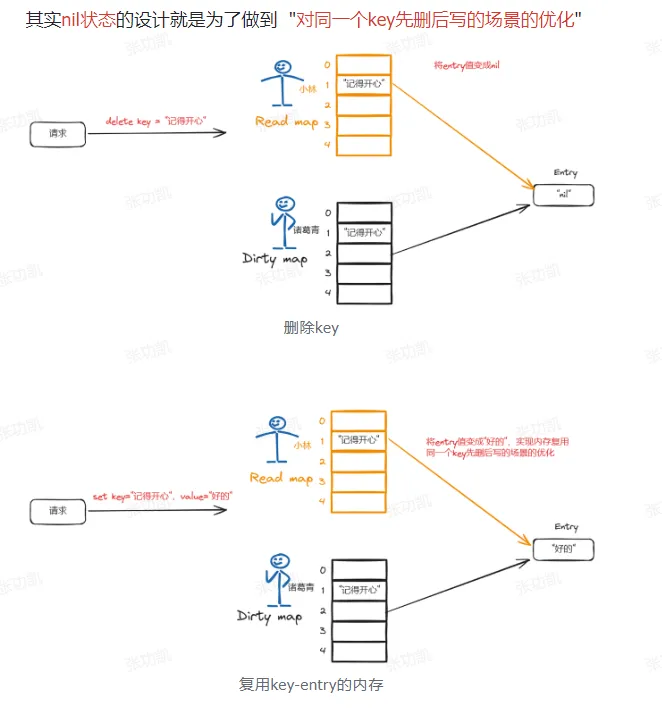 其实nil状态的设计就是为了做到 "对同一个key先删后写的场景的优化"
将entry值变成nil
0
小林
1 "记得开心"
请求
delete key = "记得开心"
2
Read map
3
4
Entry
"nil"
0
诸葛青
1 "记得开心"
2
Dirty map
3
4
删除key
0
小林
1 "记得开心"
将entry值变成"好的", 实现内存复用
同一个key先删后写的场景的优化
2
Read map
3
set key="记得开心", value="好的"
请求
4
Entry
"好的"
0
诸葛青
1 "记得开心"
2
Dirty map
3
4
复用key-entry的内存
张功凯